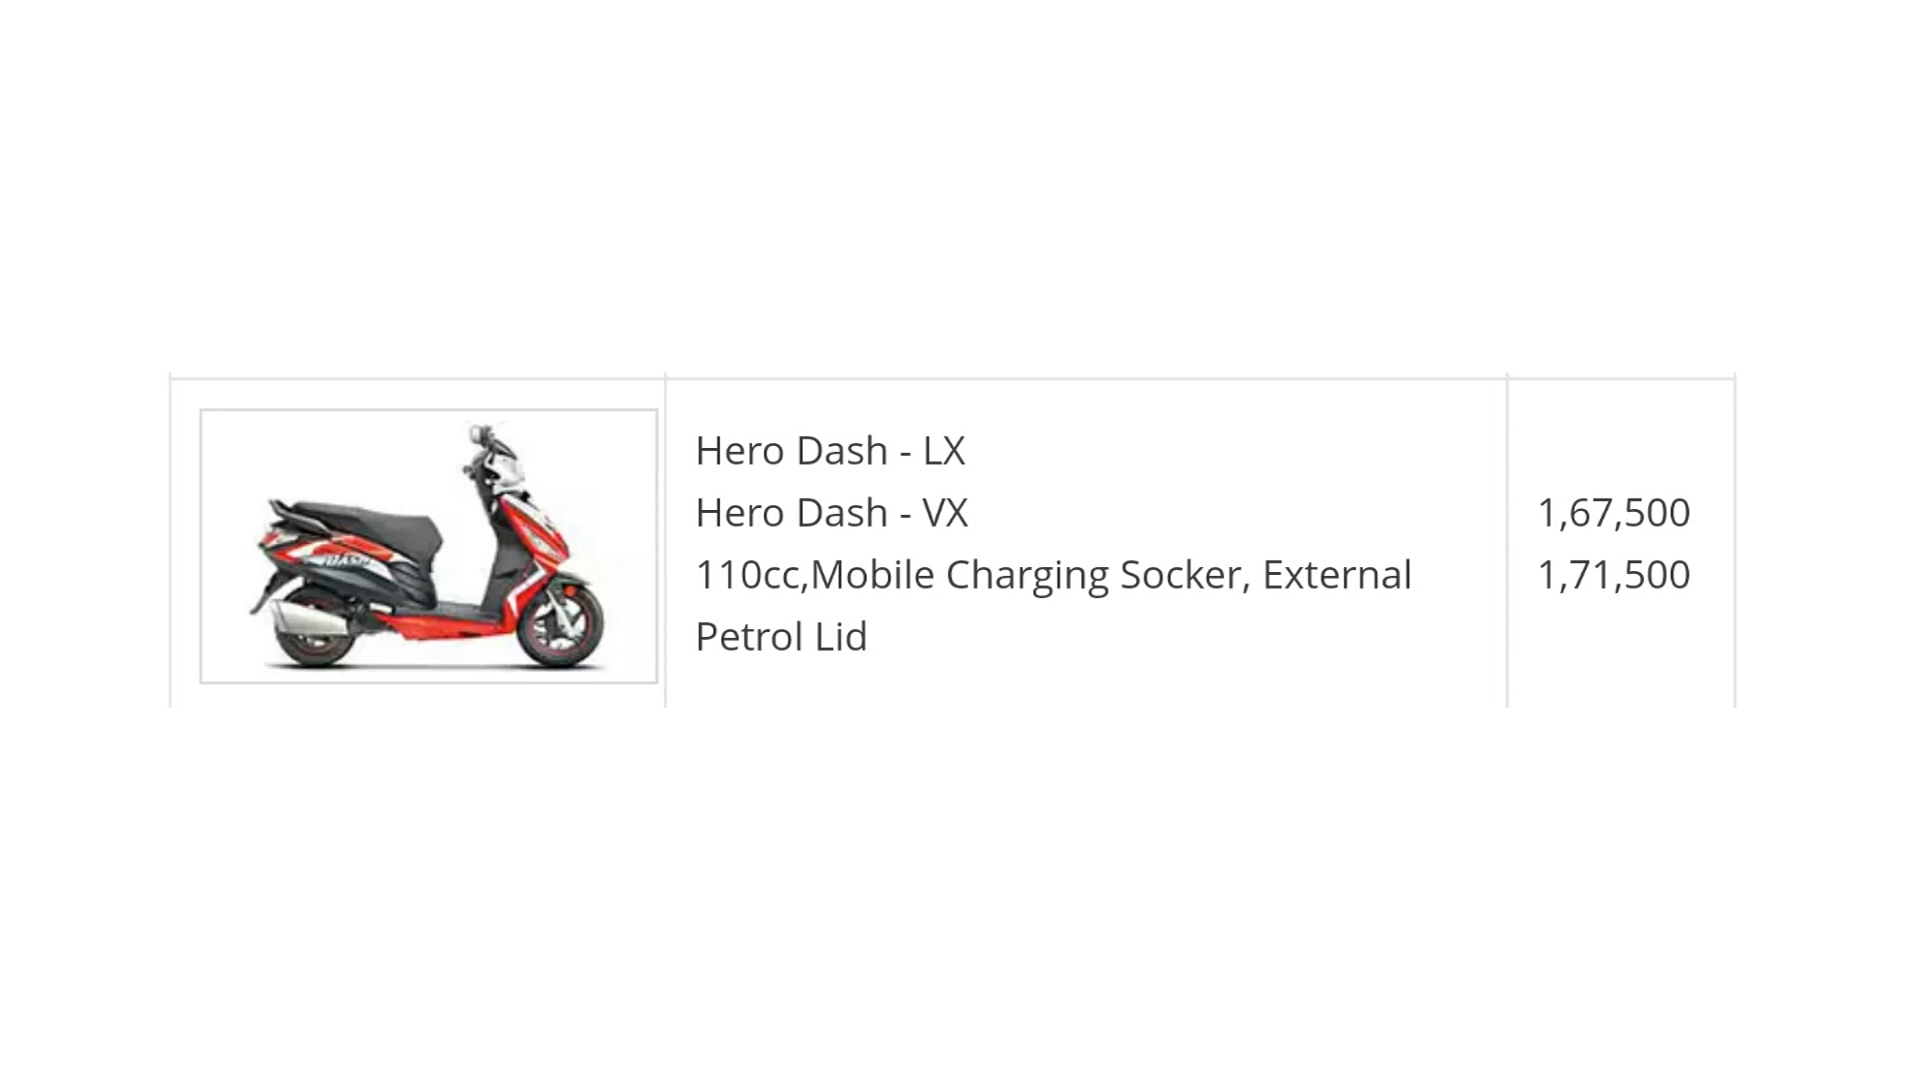 Hero Dash - LX
Hero Dash - VX
1,67,500
110cc,Mobile Charging Socker, External
1,71,500
Petrol Lid
DASH